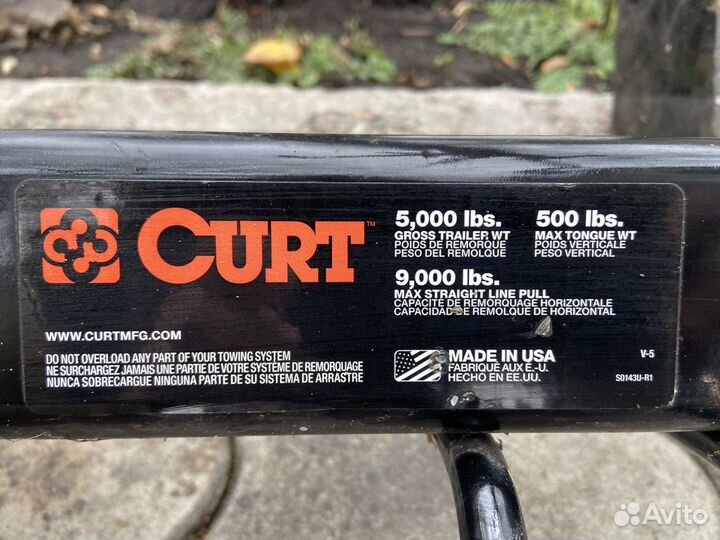 CURT™
5,000 lbs.
GROSS TRAILER WT
POIDS DE REMORQUE
PESO DEL REMOLQUE
500 lbs.
MAX TONGUE WT
POIDS VERTICALE
PESO VERTICAL
9,000 lbs.
MAX STRAIGHT LINE PULL
CAPACITÉ DE REMORQUAGE HORIZONTALE
CAPACIDAD DE REMOLQUE DE HORIZONTAL
WWW.CURTMFG.COM
DO NOT OVERLOAD ANY PART OF YOUR TOWING SYSTEM
NE SURCHARGEZ JAMAIS UNE PARTIE DE VOTRE SYSTÈME DE REMORQUAGE
NUNCA SOBRECARGUE NINGUNA PARTE DE SU SISTEMA DE ARRASTRE
MADE IN USA
FABRIQUÉ AUX É.-U.
HECHO EN EE.UU.
V-5
S0143U-R1
Avito